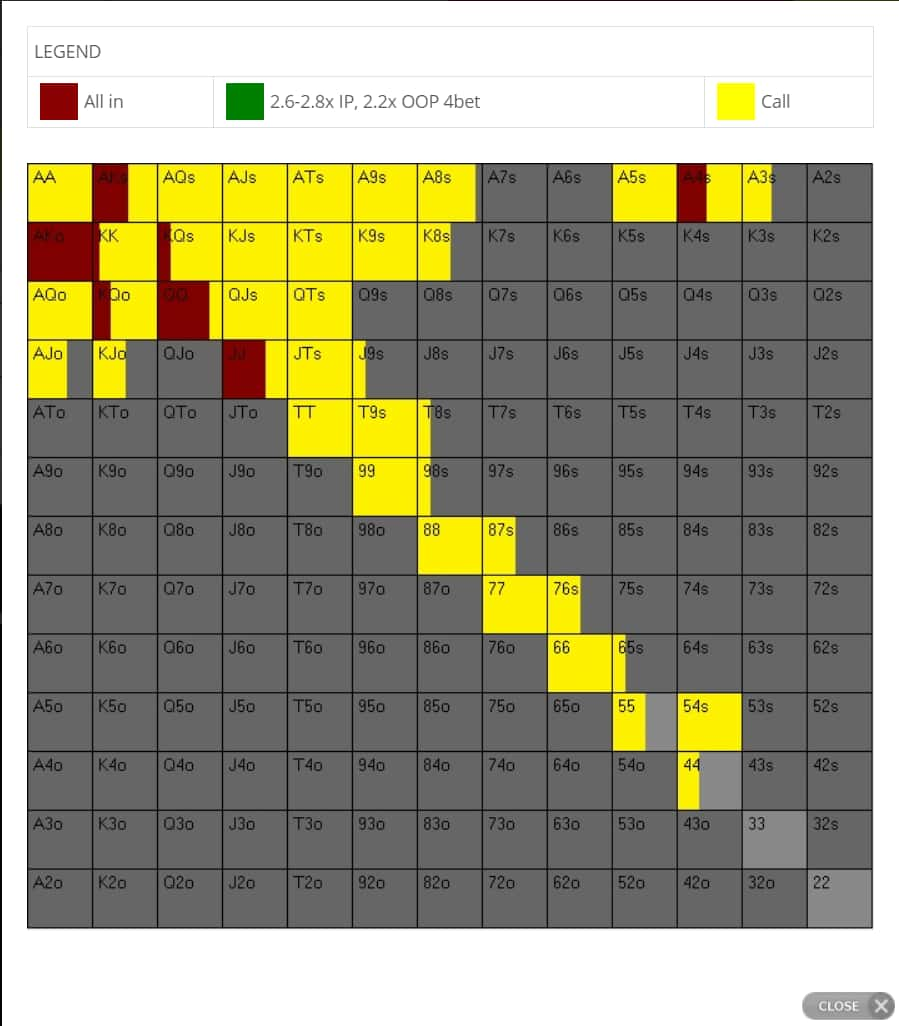 LEGEND
All in 2.6-2.8x IP, 2.2x OOP 4bet Call
AA AKs AQs AJs ATs A9s A8s A7s A6s A5s A4s A3s A2s
AKo KK KQs KJs KTs K9s K8s K7s K6s K5s K4s K3s K2s
AQo KQo QQ QJs QTs Q9s Q8s Q7s Q6s Q5s Q4s Q3s Q2s
AJo KJo QJo JJ JTs J9s J8s J7s J6s J5s J4s J3s J2s
ATo KTo QTo JTo TT T9s T8s T7s T6s T5s T4s T3s T2s
A9o K9o Q9o J9o T9o 99 98s 97s 96s 95s 94s 93s 92s
A8o K8o Q8o J8o T8o 98o 88 87s 86s 85s 84s 83s 82s
A7o K7o Q7o J7o T7o 97o 87o 77 76s 75s 74s 73s 72s
A6o K6o Q6o J6o T6o 96o 86o 76o 66 65s 64s 63s 62s
A5o K5o Q5o J5o T5o 95o 85o 75o 65o 55 54s 53s 52s
A4o K4o Q4o J4o T4o 94o 84o 74o 64o 54o 44 43s 42s
A3o K3o Q3o J3o T3o 93o 83o 73o 63o 53o 43o 33 32s
A2o K2o Q2o J2o T2o 92o 82o 72o 62o 52o 42o 32o 22
CLOSE